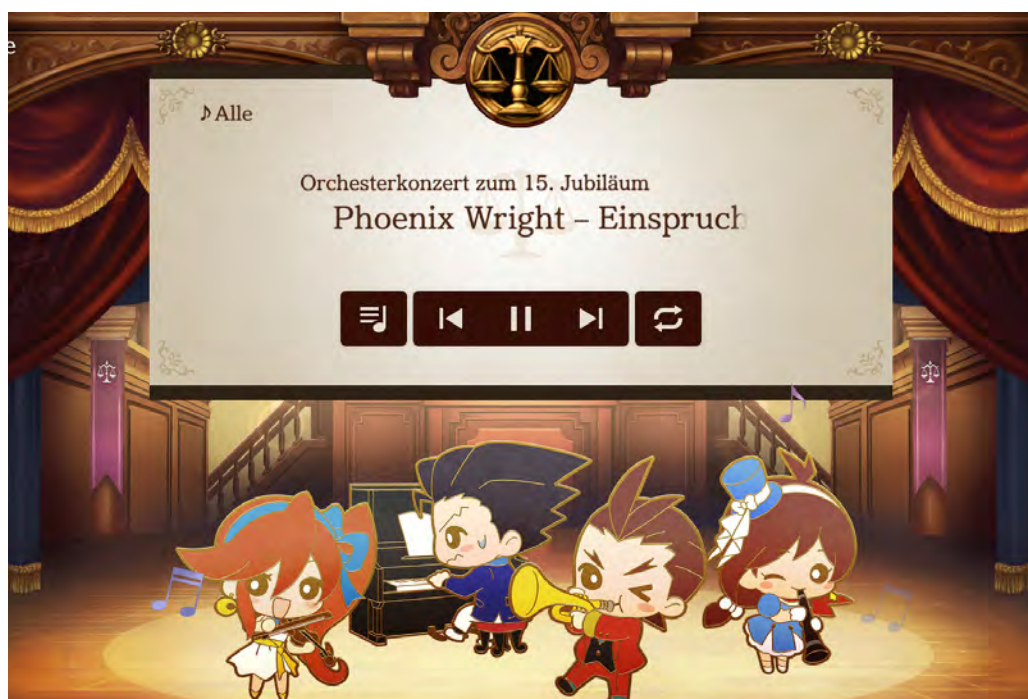 e
♪Alle
Orchesterkonzert zum 15. Jubiläum
Phoenix Wright – Einspruch